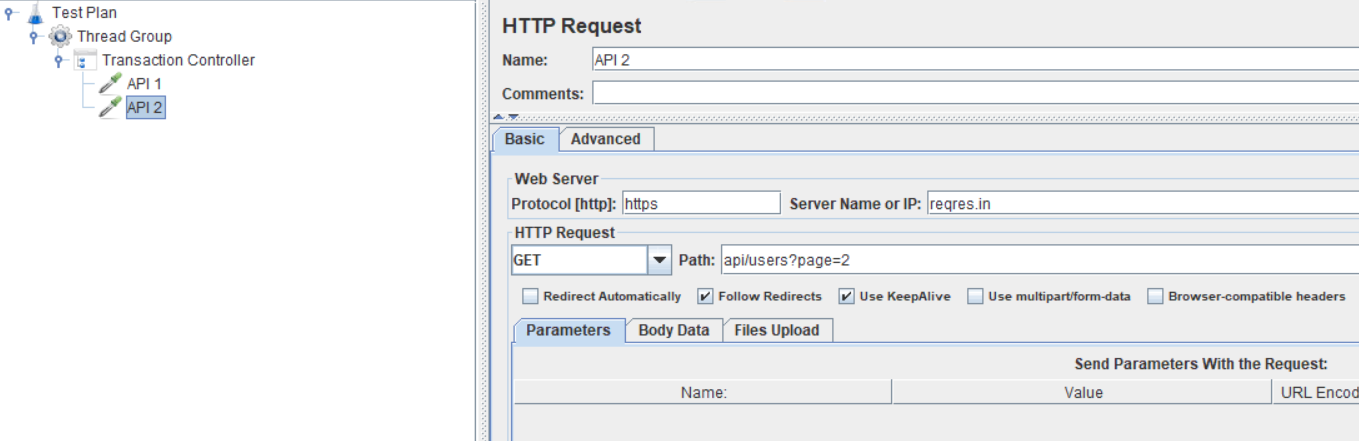 Test Plan
Thread Group
Transaction Controller
API 1
API 2
HTTP Request
Name: API 2
Comments:
Basic Advanced
Web Server
Protocol [http]: https Server Name or IP: reqres.in
HTTP Request
GET Path: api/users?page=2
Redirect Automatically Follow Redirects Use KeepAlive Use multipart/form-data Browser-compatible headers
Parameters Body Data Files Upload
Send Parameters With the Request:
Name: Value URL Encod